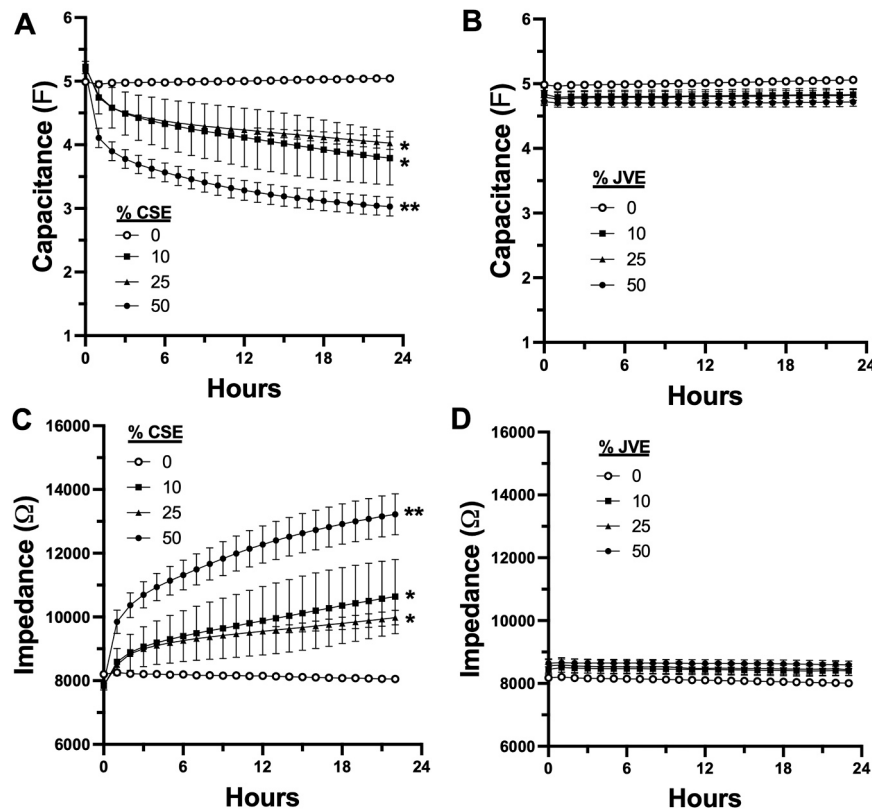 A
Capacitance (F)
6
5
4
3
2
1
% CSE
0
10
25
50
*
*
**
0 6 12 18 24
Hours
B
Capacitance (F)
6
5
4
3
2
1
% JVE
0
10
25
50
0 6 12 18 24
Hours
C
Impedance (Ω)
16000
14000
12000
10000
8000
6000
% CSE
0
10
25
50
**
*
*
0 6 12 18 24
Hours
D
Impedance (Ω)
16000
14000
12000
10000
8000
6000
% JVE
0
10
25
50
0 6 12 18 24
Hours